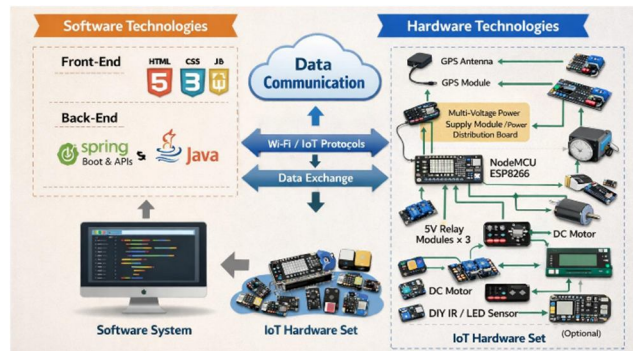 Software Technologies
Front-End
HTML
CSS
JB
5
3
Back-End
spring
Boot & APIs
&
Java
Software System
Data
Communication
Wi-Fi / IoT Protocols
Data Exchange
IoT Hardware Set
Hardware Technologies
GPS Antenna
GPS Module
Multi-Voltage Power
Supply Module / Power
Distribution Board
NodeMCU
ESP8266
5V Relay
Modules × 3
DC Motor
DC Motor
DIY IR / LED Sensor
(Optional)
IoT Hardware Set